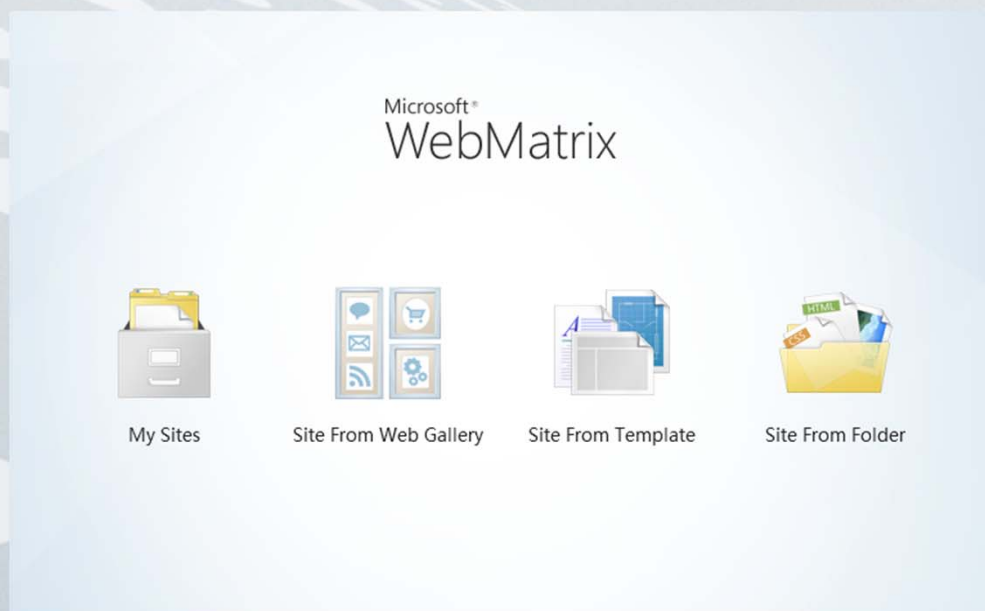 Microsoft®
WebMatrix
HTML
CSS
A
My Sites
Site From Web Gallery
Site From Template
Site From Folder